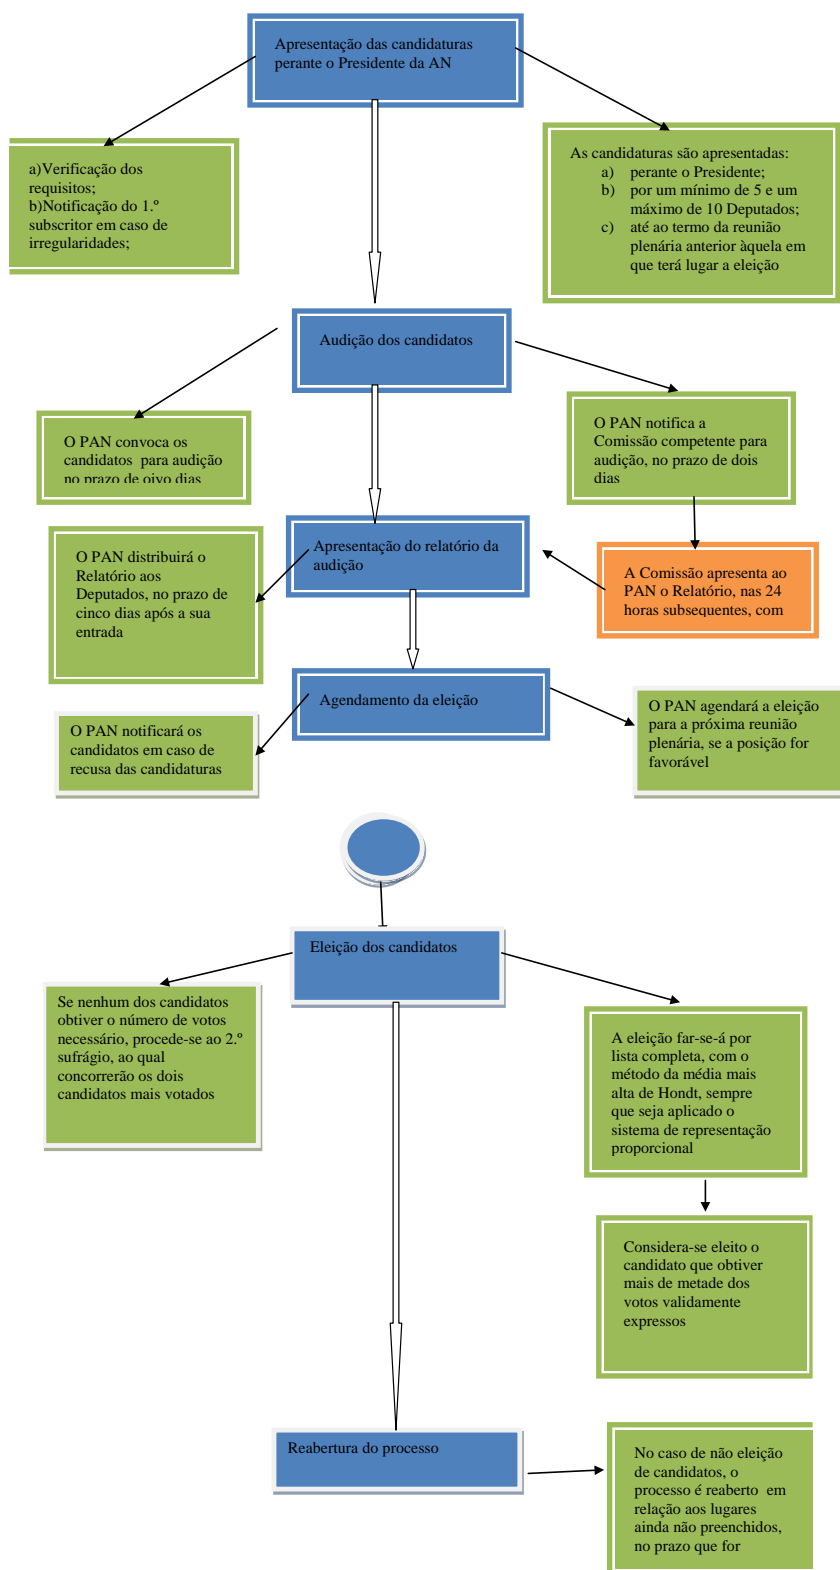 Apresentação das candidaturas
perante o Presidente da AN
a)Verificação dos
requisitos;
b)Notificação do 1.º
subscritor em caso de
irregularidades;
As candidaturas são apresentadas:
a) perante o Presidente;
b) por um mínimo de 5 e um
máximo de 10 Deputados;
c) até ao termo da reunião
plenária anterior àquela em
que terá lugar a eleição
Audição dos candidatos
O PAN convoca os
candidatos para audição
no prazo de oivo dias
O PAN notifica a
Comissão competente para
audição, no prazo de dois
dias
Apresentação do relatório da
audição
O PAN distribuirá o
Relatório aos
Deputados, no prazo de
cinco dias após a sua
entrada
A Comissão apresenta ao
PAN o Relatório, nas 24
horas subsequentes, com
Agendamento da eleição
O PAN notificará os
candidatos em caso de
recusa das candidaturas
O PAN agendará a eleição
para a próxima reunião
plenária, se a posição for
favorável
Eleição dos candidatos
Se nenhum dos candidatos
obtiver o número de votos
necessário, procede-se ao 2.º
sufrágio, ao qual
concorrerão os dois
candidatos mais votados
A eleição far-se-á por
lista completa, com o
método da média mais
alta de Hondt, sempre
que seja aplicado o
sistema de representação
proporcional
Considera-se eleito o
candidato que obtiver
mais de metade dos
votos validamente
expressos
Reabertura do processo
No caso de não eleição
de candidatos, o
processo é reaberto em
relação aos lugares
ainda não preenchidos,
no prazo que for